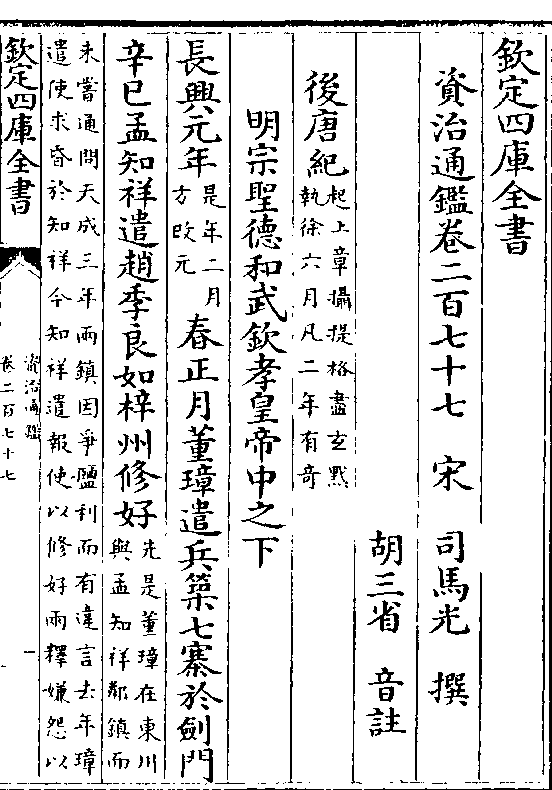 欽定四庫全書
資治通鑑卷二百七十七 宋 司馬光 撰
胡三省 音註
後唐紀起上章攝提格盡玄黓執徐六月凡二年有奇
明宗聖德和武欽孝皇帝中之下
長興元年是年二月方改元春正月董璋遣兵築七寨於劍門
辛巳孟知祥遣趙季良如梓州修好先是董璋在東川與孟知祥鄰鎮而
未嘗通問天成三年兩鎮因爭鹽利而有違言去年璋
遣使求昏於知祥今知祥遣報使以修好兩釋嫌怨以
欽定四庫全書 資治通鑑 卷二百七十七 一